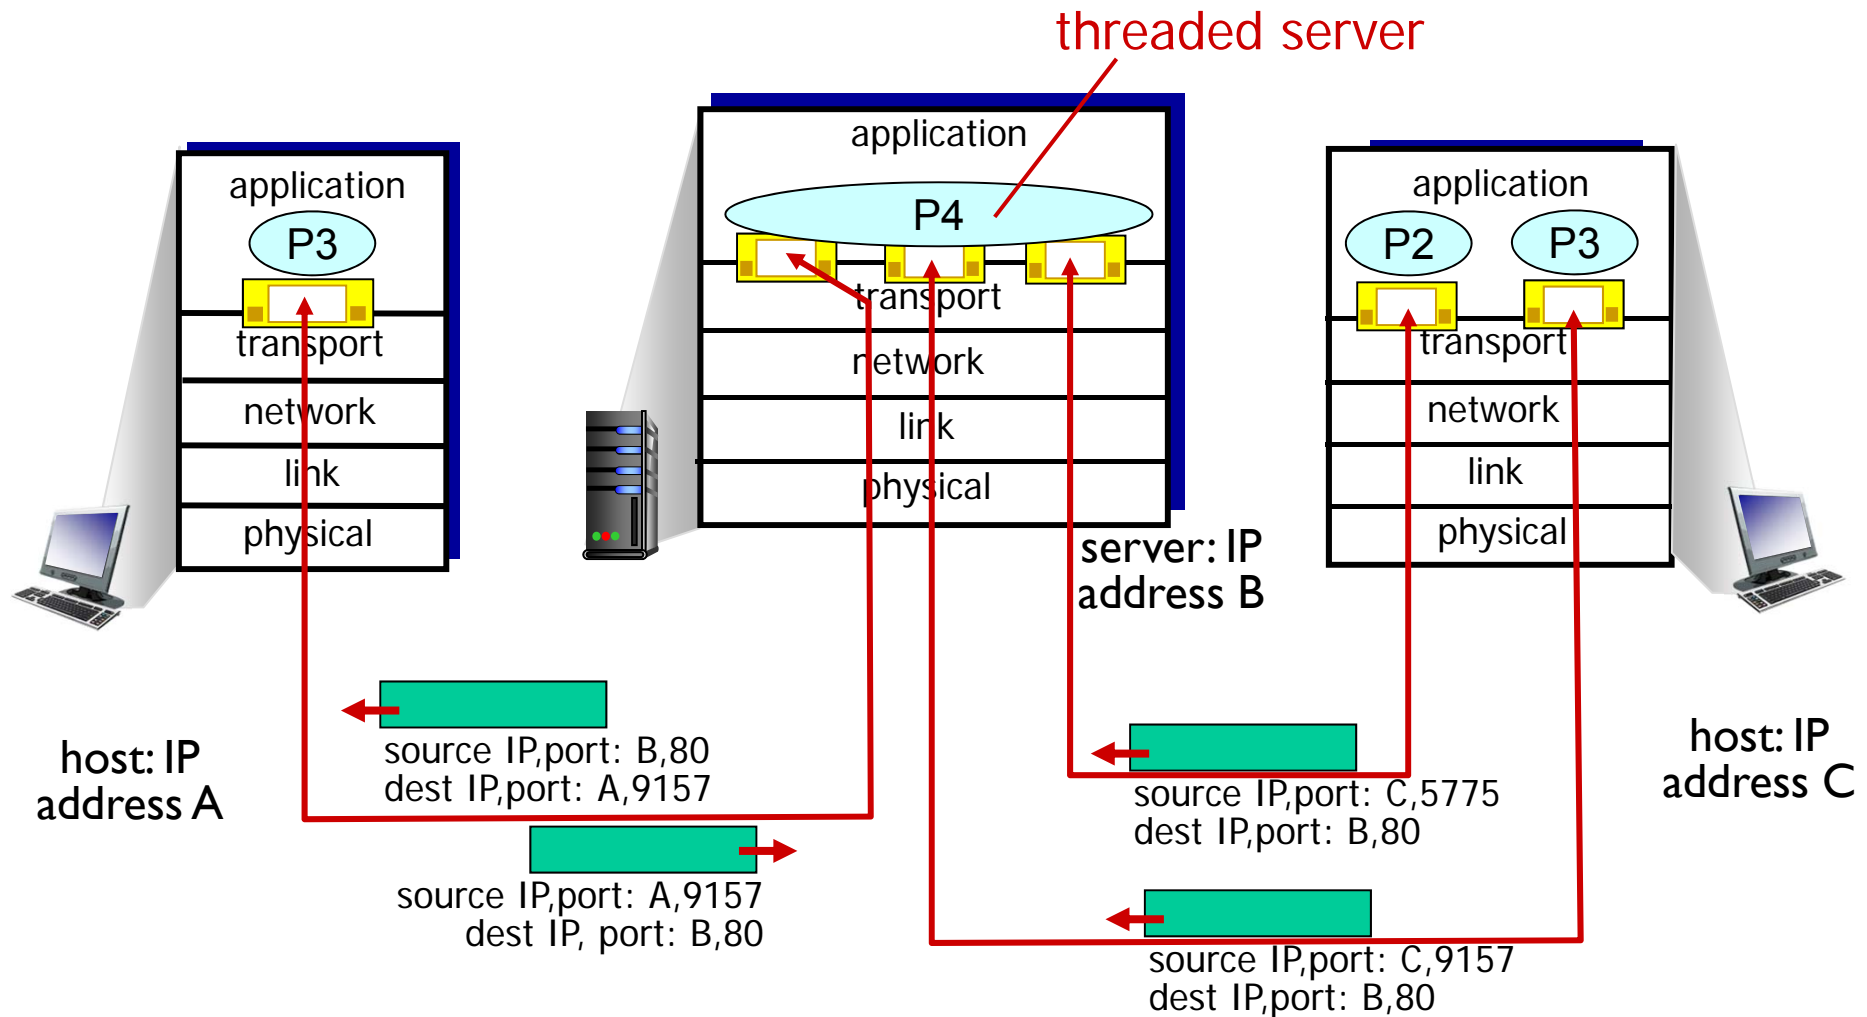 threaded server
application
P3
transport
network
link
physical
application
P4
transport
network
link
physical
application
P2
P3
transport
network
link
physical
server: IP
address B
host: IP
address A
source IP,port: B,80
dest IP,port: A,9157
source IP,port: A,9157
dest IP, port: B,80
source IP,port: C,5775
dest IP,port: B,80
source IP,port: C,9157
dest IP,port: B,80
host: IP
address C